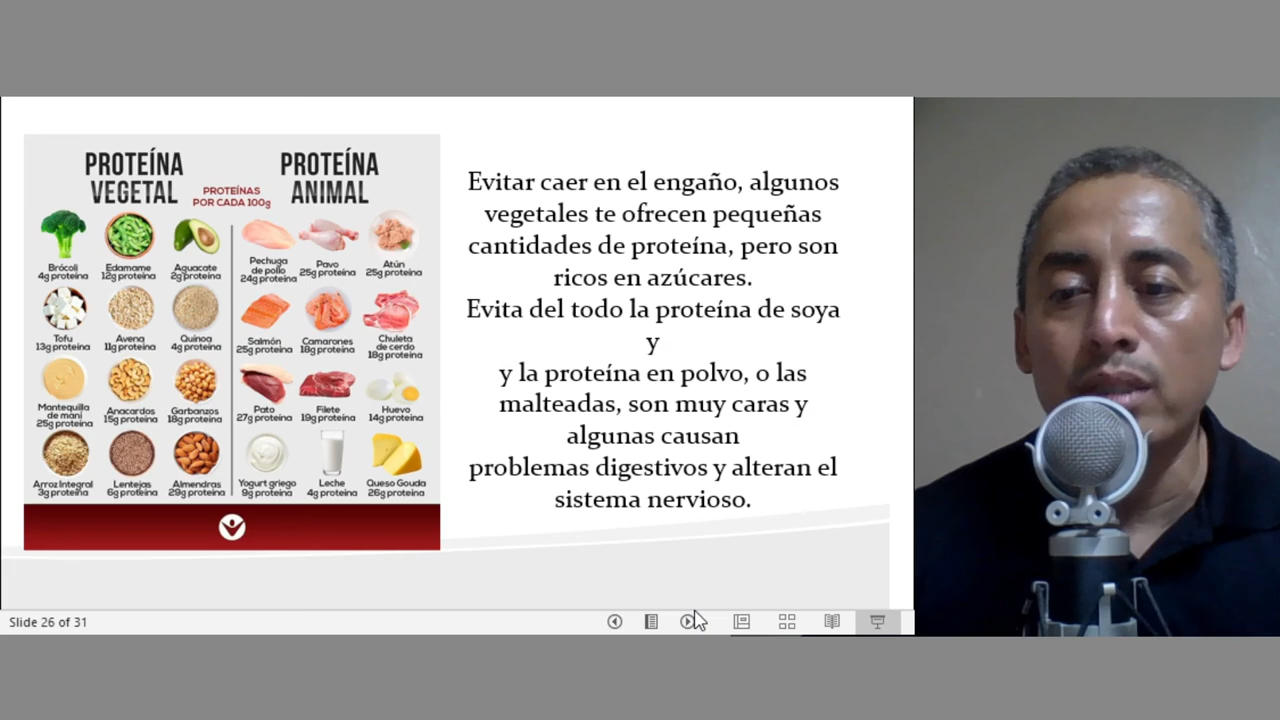 PROTEÍNA
VEGETAL
PROTEÍNA
ANIMAL
PROTEÍNAS
POR CADA 100g
Brócoli
4g proteína
Edamame
12g proteína
Aguacate
2g proteína
Pechuga
de pollo
24g proteína
Pavo
25g proteína
Atún
25g proteína
Tofu
13g proteína
Avena
11g proteína
Quinoa
4g proteína
Salmón
25g proteína
Camarones
18g proteína
Chuleta
de cerdo
18g proteína
Mantequilla
de maní
25g proteína
Anacardos
15g proteína
Garbanzos
18g proteína
Pato
27g proteína
Filete
19g proteína
Huevo
14g proteína
Arroz Integral
3g proteína
Lentejas
6g proteína
Almendras
29g proteína
Yogurt griego
9g proteína
Leche
4g proteína
Queso Gouda
26g proteína
Evitar caer en el engaño, algunos
vegetales te ofrecen pequeñas
cantidades de proteína, pero son
ricos en azúcares.
Evita del todo la proteína de soya
y
y la proteína en polvo, o las
malteadas, son muy caras y
algunas causan
problemas digestivos y alteran el
sistema nervioso.
Slide 26 of 31